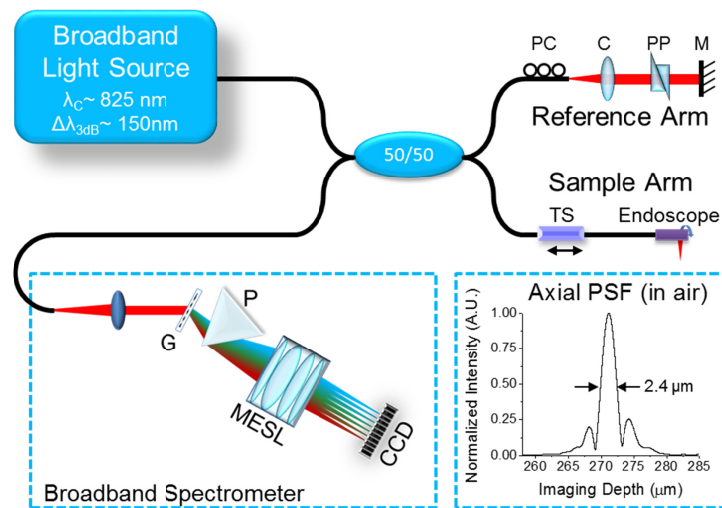 Broadband
Light Source
λC~ 825 nm
Δλ3dB~ 150nm
PC C PP M
Reference Arm
50/50
Sample Arm
TS Endoscope
G
P
MESL
CCD
Broadband Spectrometer
Axial PSF (in air)
Normalized Intensity (A.U.)
1.00
0.75
0.50
0.25
0.00
2.4 µm
260 265 270 275 280 285
Imaging Depth (µm)